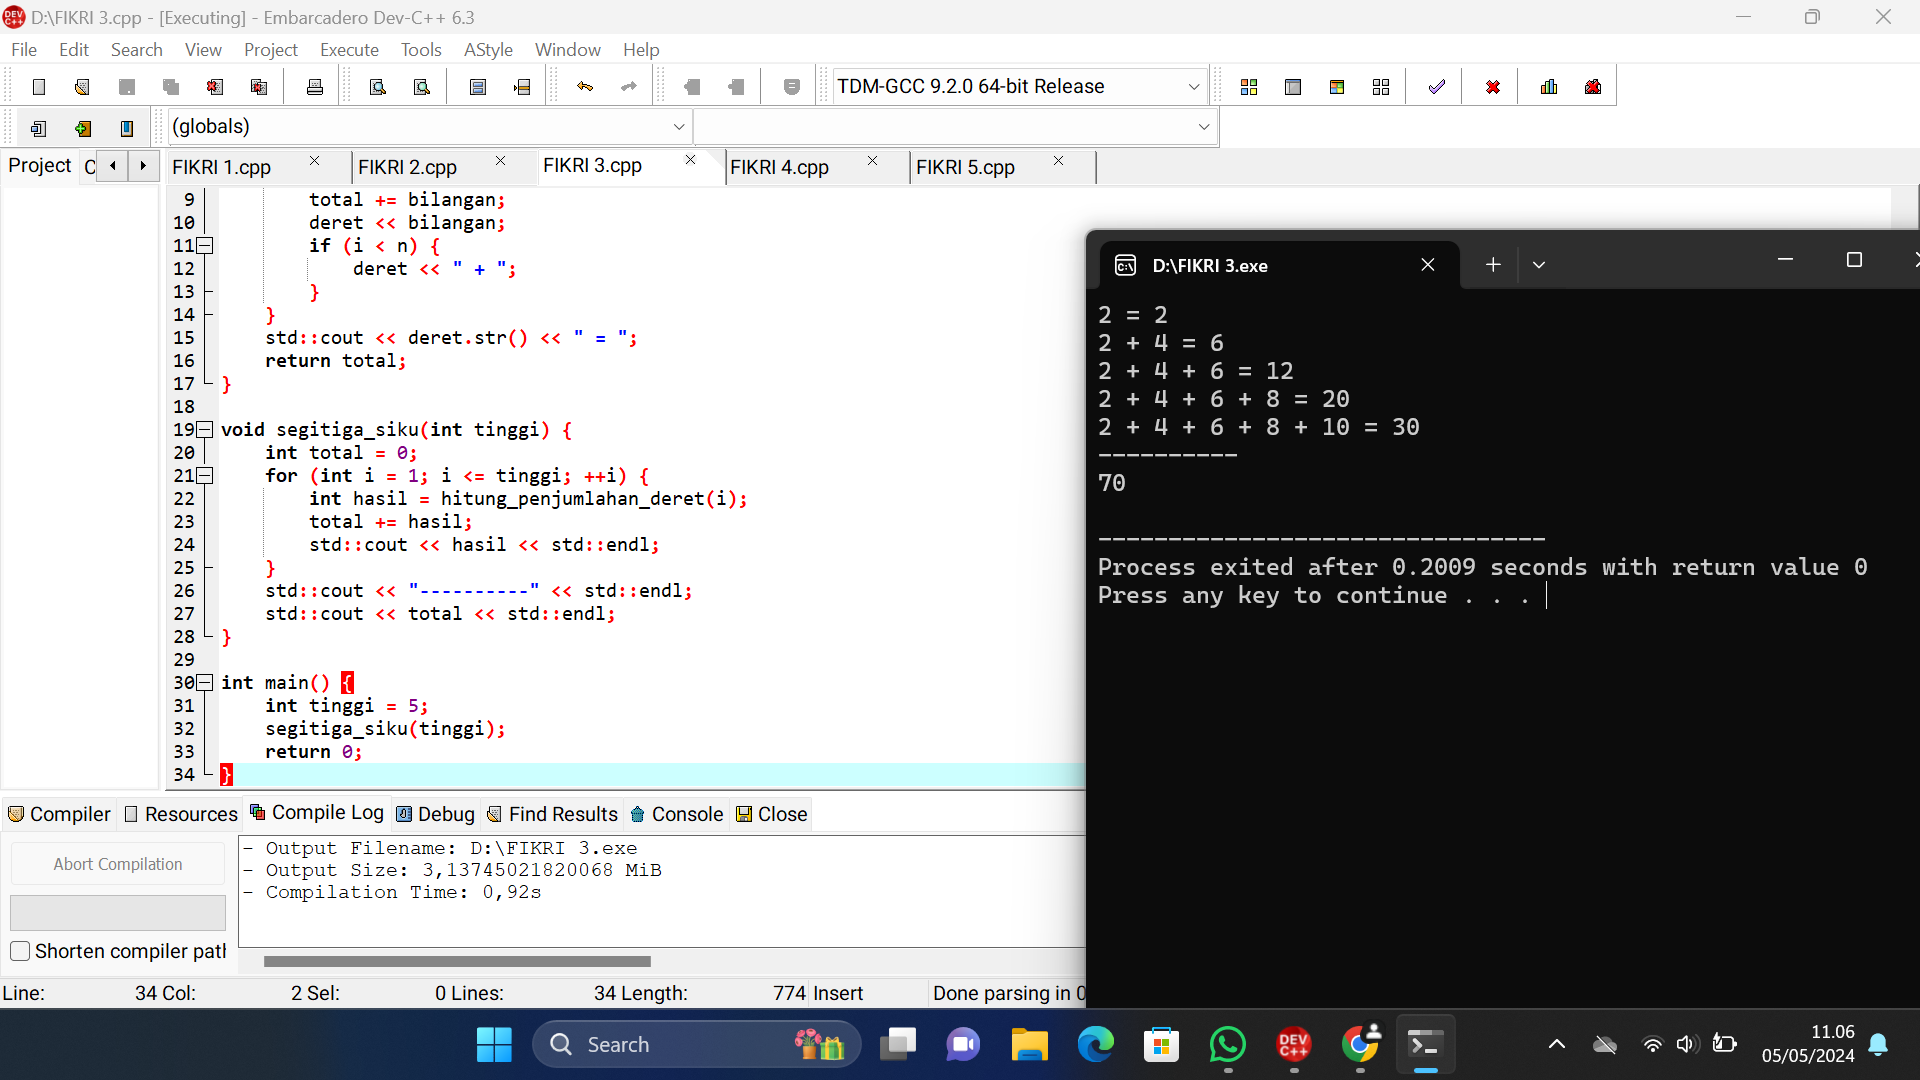 D:\FIKRI 3.cpp - [Executing] - Embarcadero Dev-C++ 6.3
File Edit Search View Project Execute Tools AStyle Window Help
TDM-GCC 9.2.0 64-bit Release
(globals)
Project
FIKRI 1.cpp FIKRI 2.cpp FIKRI 3.cpp FIKRI 4.cpp FIKRI 5.cpp
9 total += bilangan;
10 deret << bilangan;
11 if (i < n) {
12 deret << " + ";
13 }
14 }
15 std::cout << deret.str() << " = ";
16 return total;
17 }
18
19 void segitiga_siku(int tinggi) {
20 int total = 0;
21 for (int i = 1; i <= tinggi; ++i) {
22 int hasil = hitung_penjumlahan_deret(i);
23 total += hasil;
24 std::cout << hasil << std::endl;
25 }
26 std::cout << "----------" << std::endl;
27 std::cout << total << std::endl;
28 }
29
30 int main() {
31 int tinggi = 5;
32 segitiga_siku(tinggi);
33 return 0;
34 }
D:\FIKRI 3.exe
2 = 2
2 + 4 = 6
2 + 4 + 6 = 12
2 + 4 + 6 + 8 = 20
2 + 4 + 6 + 8 + 10 = 30
----------
70
--------------------------------
Process exited after 0.2009 seconds with return value 0
Press any key to continue . . .
Compiler Resources Compile Log Debug Find Results Console Close
Abort Compilation
Shorten compiler
- Output Filename: D:\FIKRI 3.exe
- Output Size: 3,13745021820068 MiB
- Compilation Time: 0,92s
Line: 34 Col: 2 Sel: 0 Lines: 34 Length: 774 Insert Done parsing in
Search
DEV C++
11.06
05/05/2024